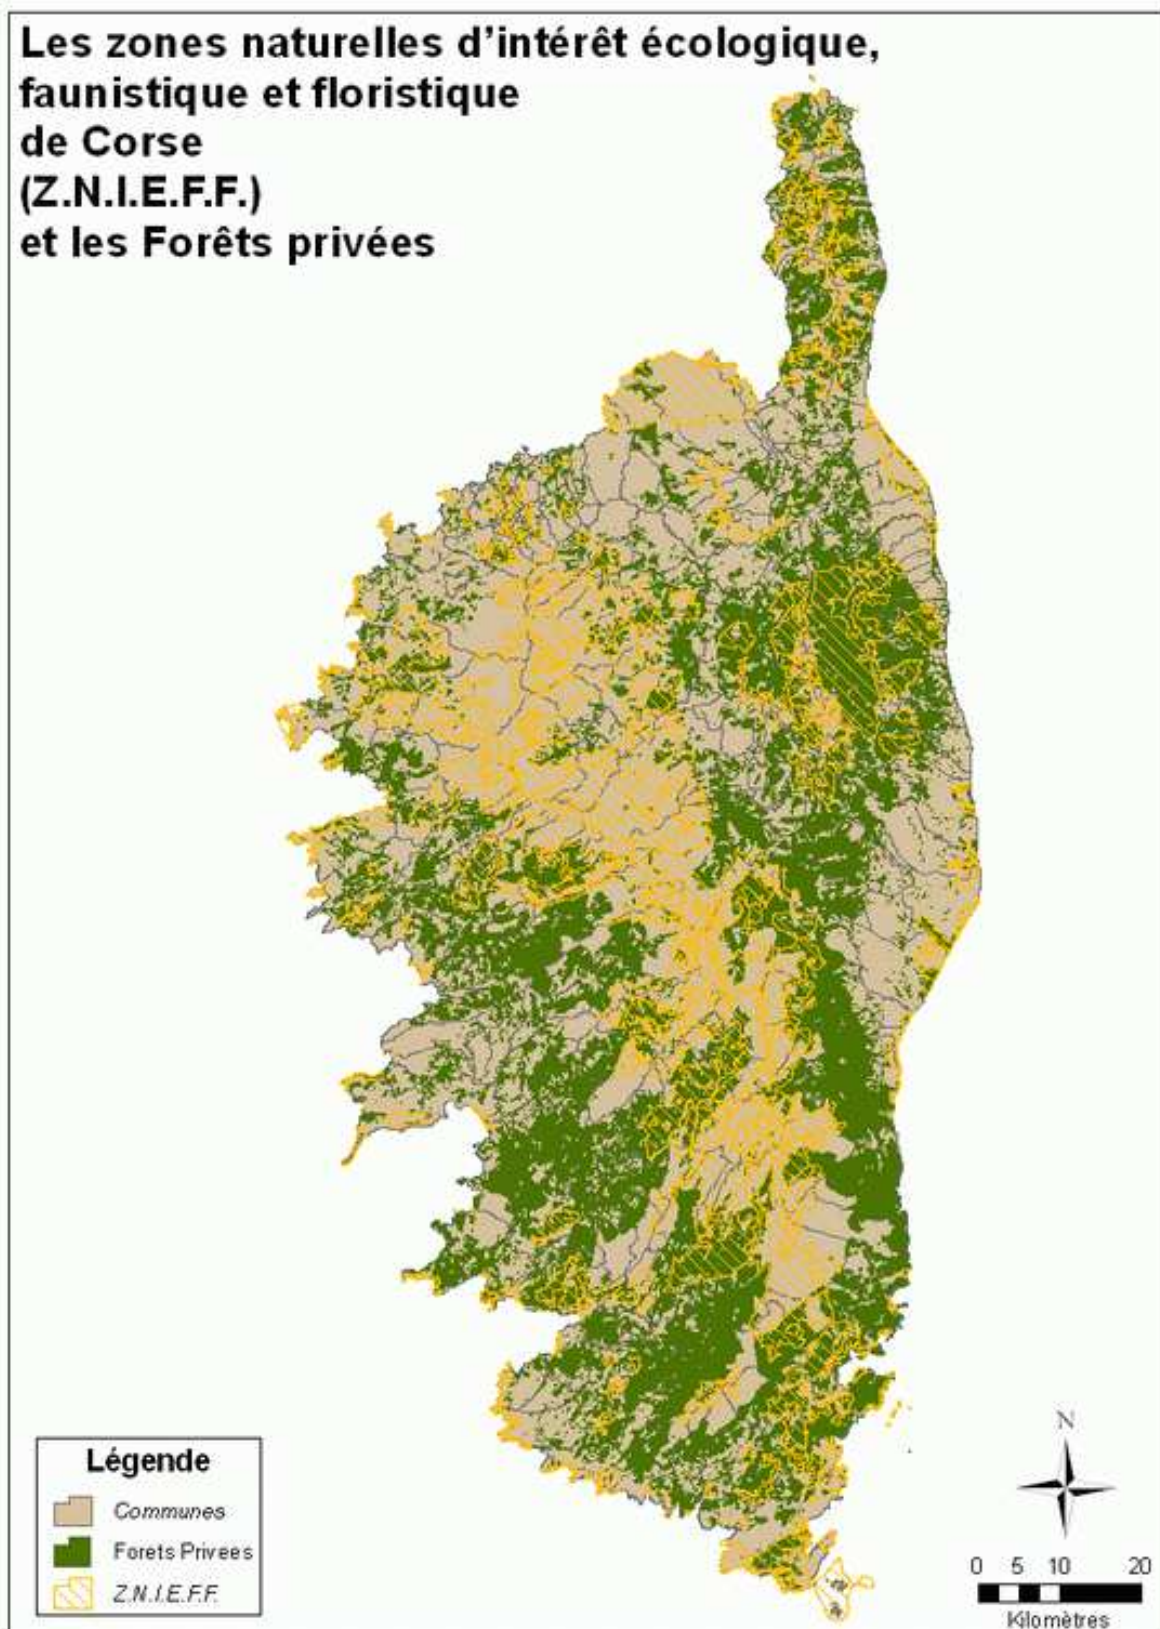 Les zones naturelles d'intérêt écologique,
faunistique et floristique
de Corse
(Z.N.I.E.F.F.)
et les Forêts privées
Légende
Communes
Forets Privees
Z.N.I.E.F.F.
N
0 5 10 20
Kilomètres